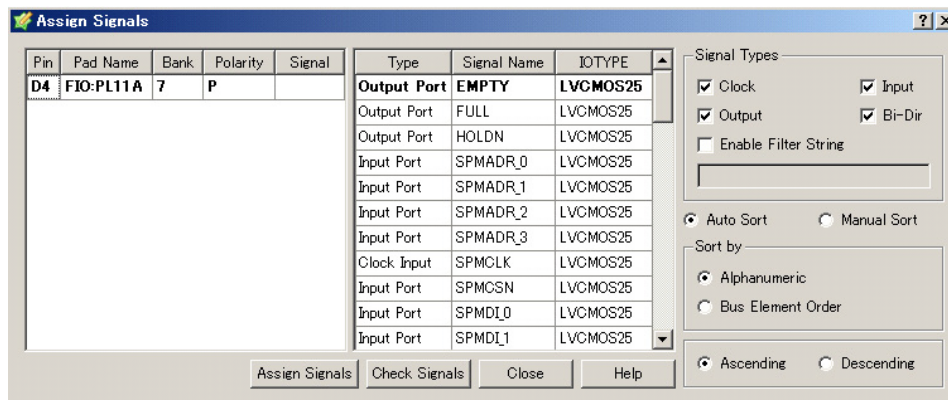 Assign Signals
Pin Pad Name Bank Polarity Signal
D4 FIO:PL11A 7 P
Type Signal Name IOTYPE
Output Port EMPTY LVCMOS25
Output Port FULL LVCMOS25
Output Port HOLDN LVCMOS25
Input Port SPMADR_0 LVCMOS25
Input Port SPMADR_1 LVCMOS25
Input Port SPMADR_2 LVCMOS25
Input Port SPMADR_3 LVCMOS25
Clock Input SPMCLK LVCMOS25
Input Port SPMCSN LVCMOS25
Input Port SPMDI_0 LVCMOS25
Input Port SPMDI_1 LVCMOS25
Signal Types
Clock Input
Output Bi-Dir
Enable Filter String
Auto Sort Manual Sort
Sort by
Alphanumeric
Bus Element Order
Ascending Descending
Assign Signals Check Signals Close Help